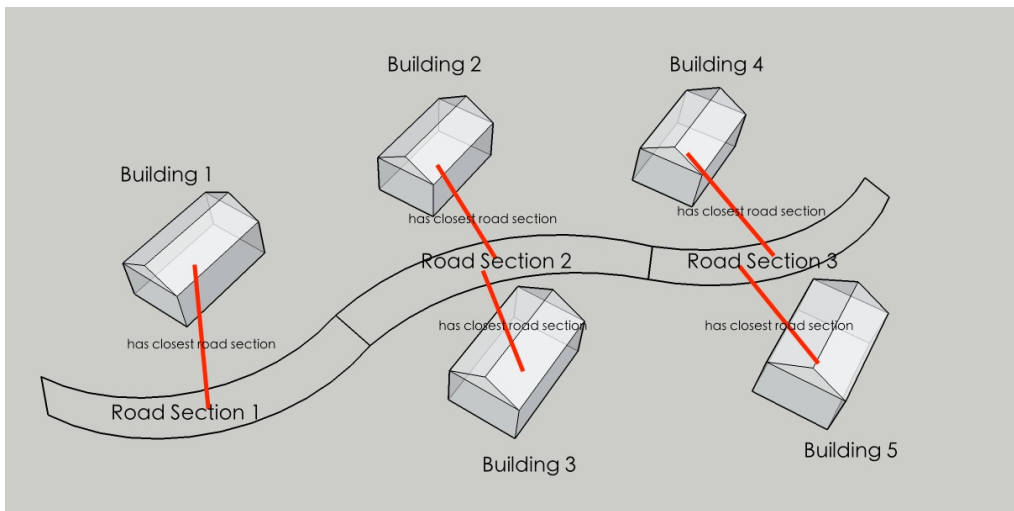 Building 2
Building 4
Building 1
has closest road section
has closest road section
Road Section 2
Road Section 3
has closest road section
has closest road section
has closest road section
Road Section 1
Building 5
Building 3